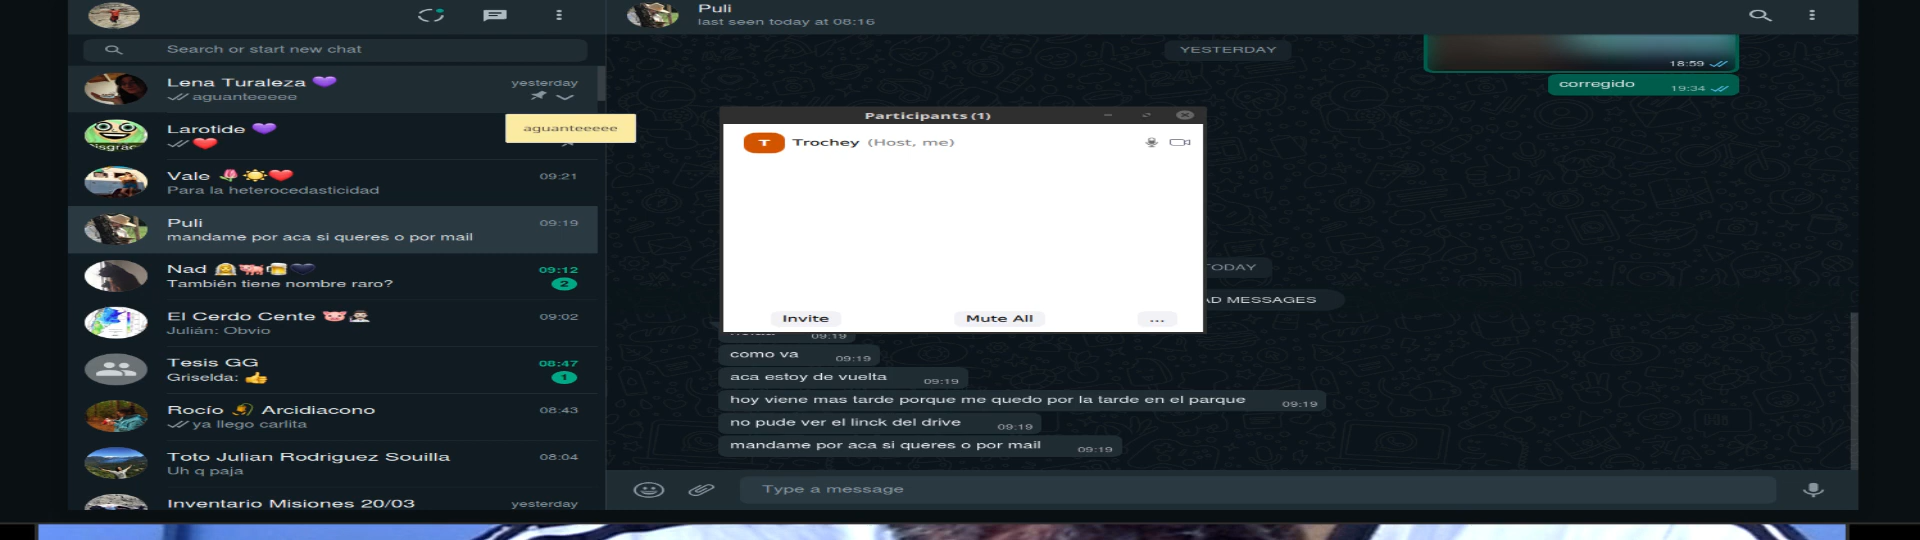 Search or start new chat
Lena Turaleza
yesterday
aguanteeeee
Larotide
isgrac
aguanteeeee
Vale
09:21
Para la heterocedasticidad
Puli
09:19
mandame por aca si queres o por mail
Nad
09:12
También tiene nombre raro?
2
El Cerdo Cente
09:02
Julián: Obvio
Tesis GG
08:47
Griselda:
1
Rocío Arcidiacono
08:43
ya llego carlita
Toto Julian Rodriguez Souilla
08:04
Uh q paja
Inventario Misiones 20/03
yesterday
Puli
last seen today at 08:16
YESTERDAY
18:59
corregido
19:34
Participants (1)
T Trochey (Host, me)
Invite
Mute All
...
TODAY
AD MESSAGES
09:19
como va
09:19
aca estoy de vuelta
09:19
hoy viene mas tarde porque me quedo por la tarde en el parque
09:19
no pude ver el linck del drive
09:19
mandame por aca si queres o por mail
09:19
Type a message